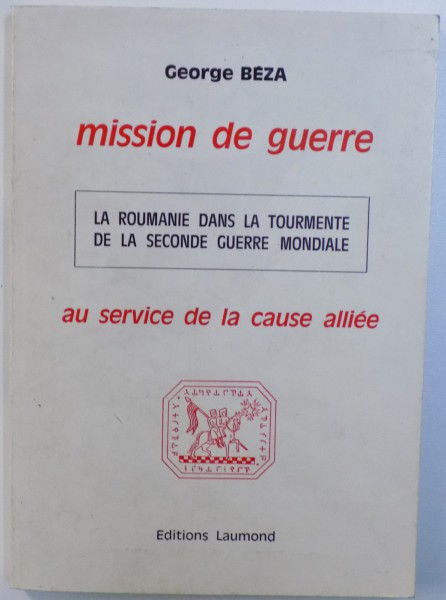 George BÉZA
mission de guerre
LA ROUMANIE DANS LA TOURMENTE
DE LA SECONDE GUERRE MONDIALE
au service de la cause alliée
Editions Laumond